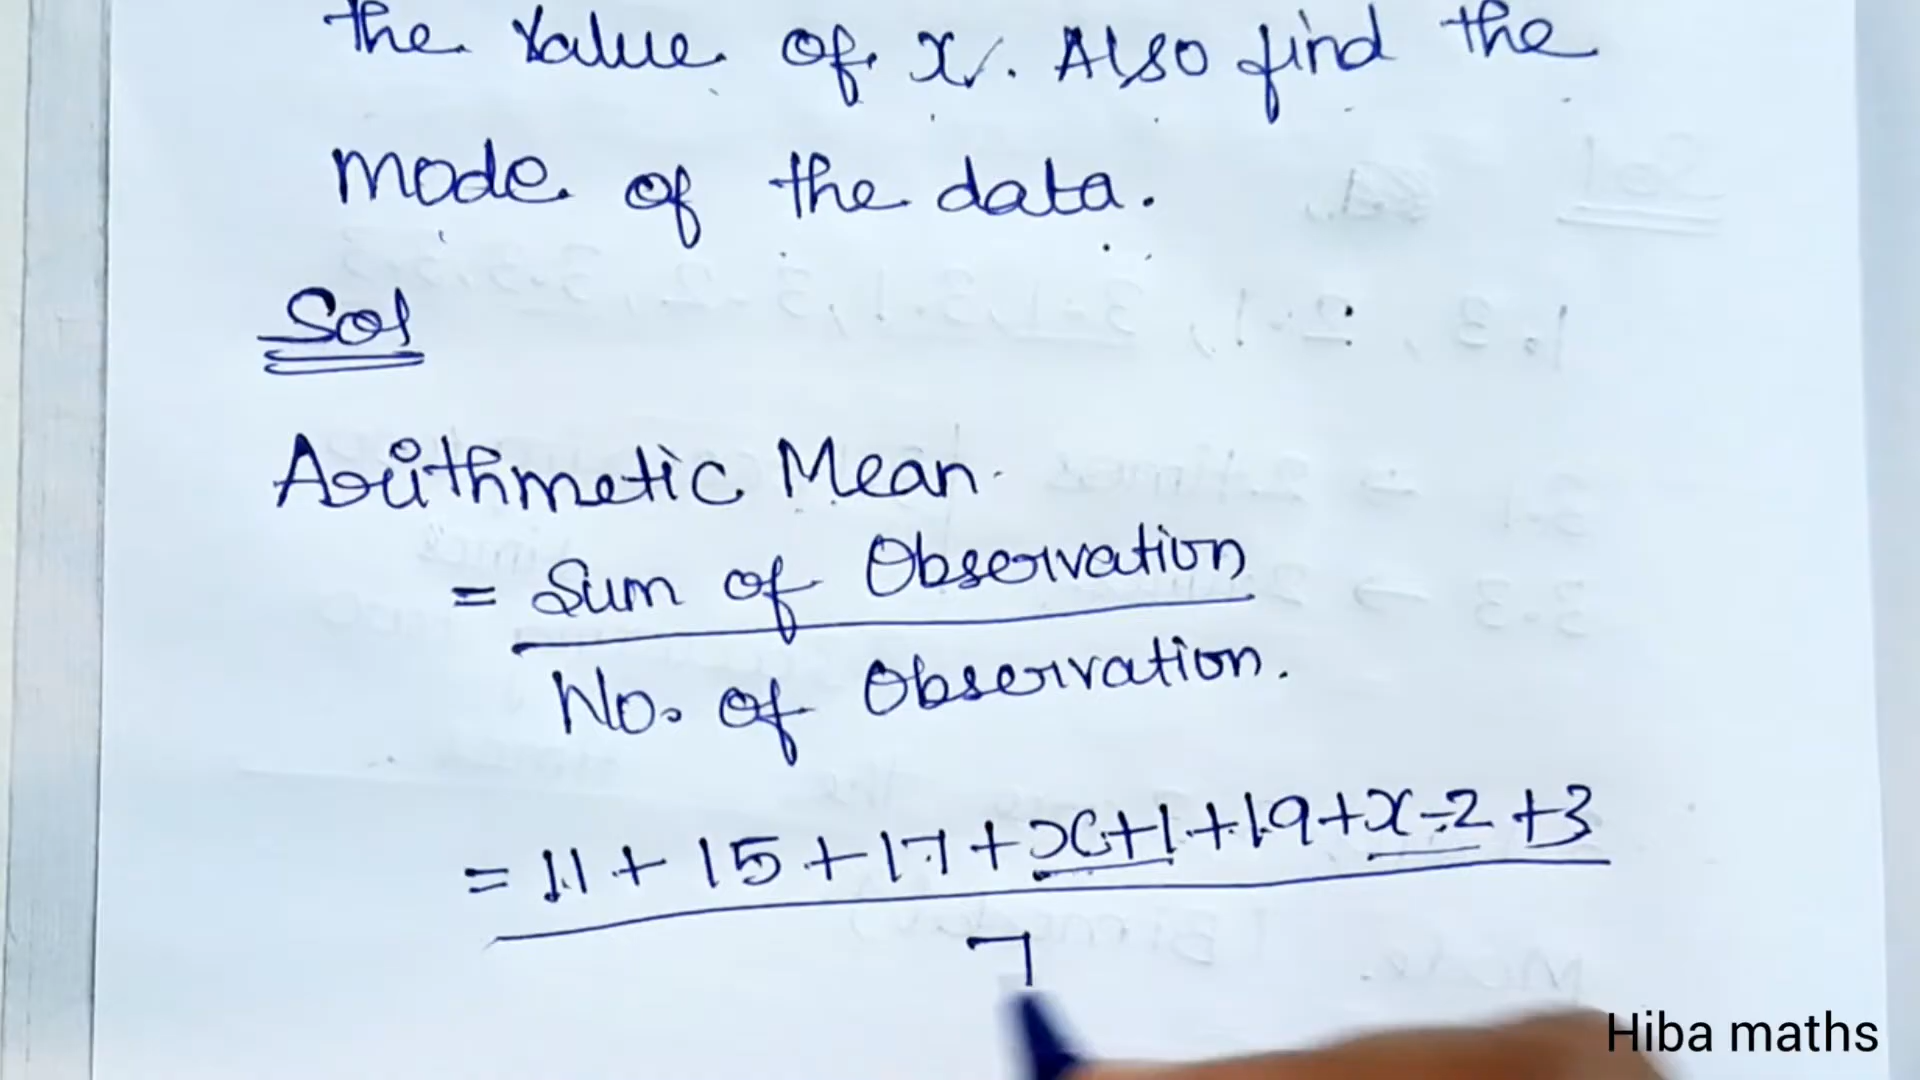 the value of x. Also find the
mode of the data.
Sol
Arithmetic Mean.
= Sum of Observation
No. of Observation.
= 11 + 15 + 17 + x+1 + 19 + x-2 + 3
7
Hiba maths